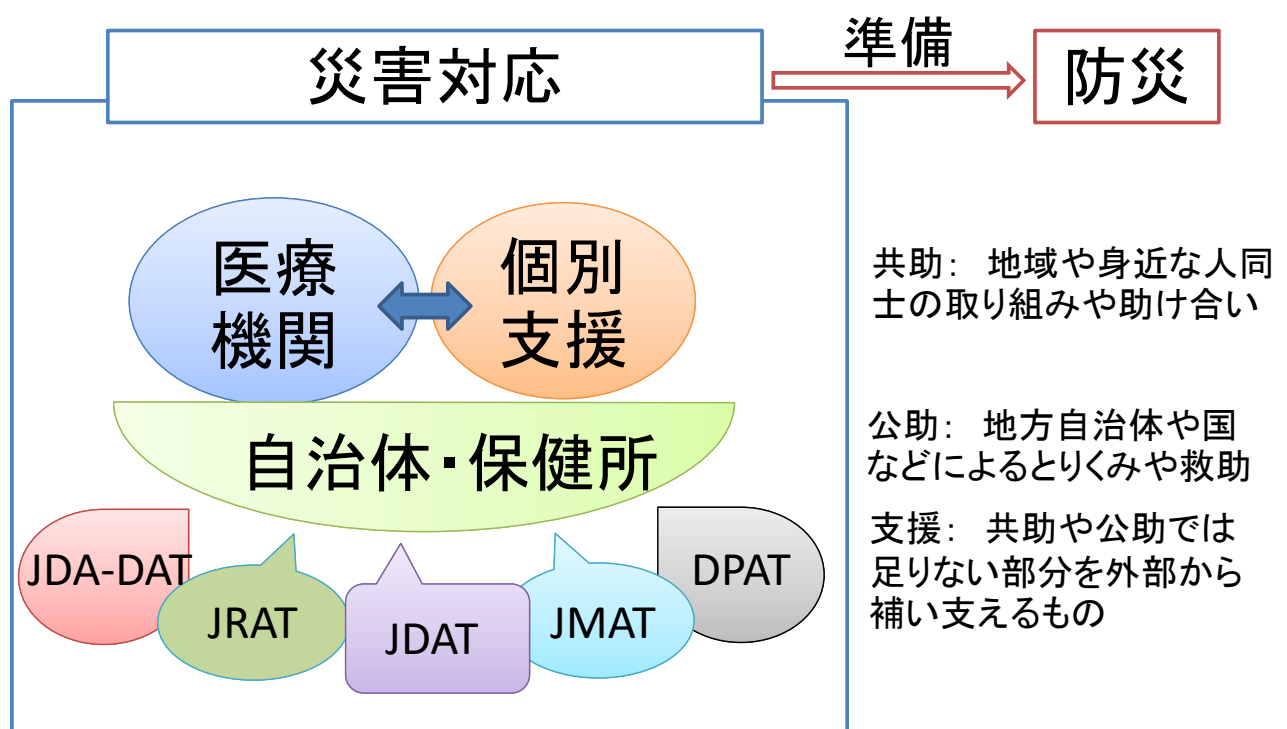 災害対応
準備
防災
医療
機関
個別
支援
自治体・保健所
JDA-DAT
JRAT
JDAT
JMAT
DPAT
共助： 地域や身近な人同
士の取り組みや助け合い
公助： 地方自治体や国
などによるとりくみや救助
支援： 共助や公助では
足りない部分を外部から
補い支えるもの